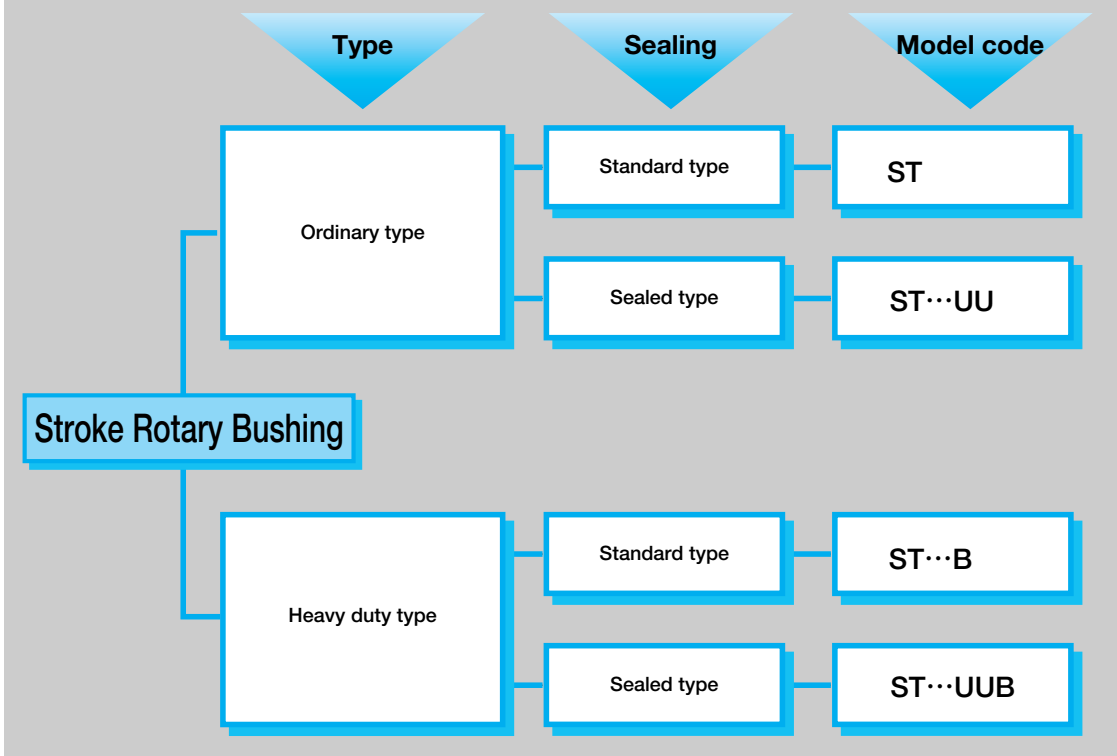 Type
Sealing
Model code
Stroke Rotary Bushing
Ordinary type
Standard type
ST
Sealed type
ST···UU
Heavy duty type
Standard type
ST···B
Sealed type
ST···UUB